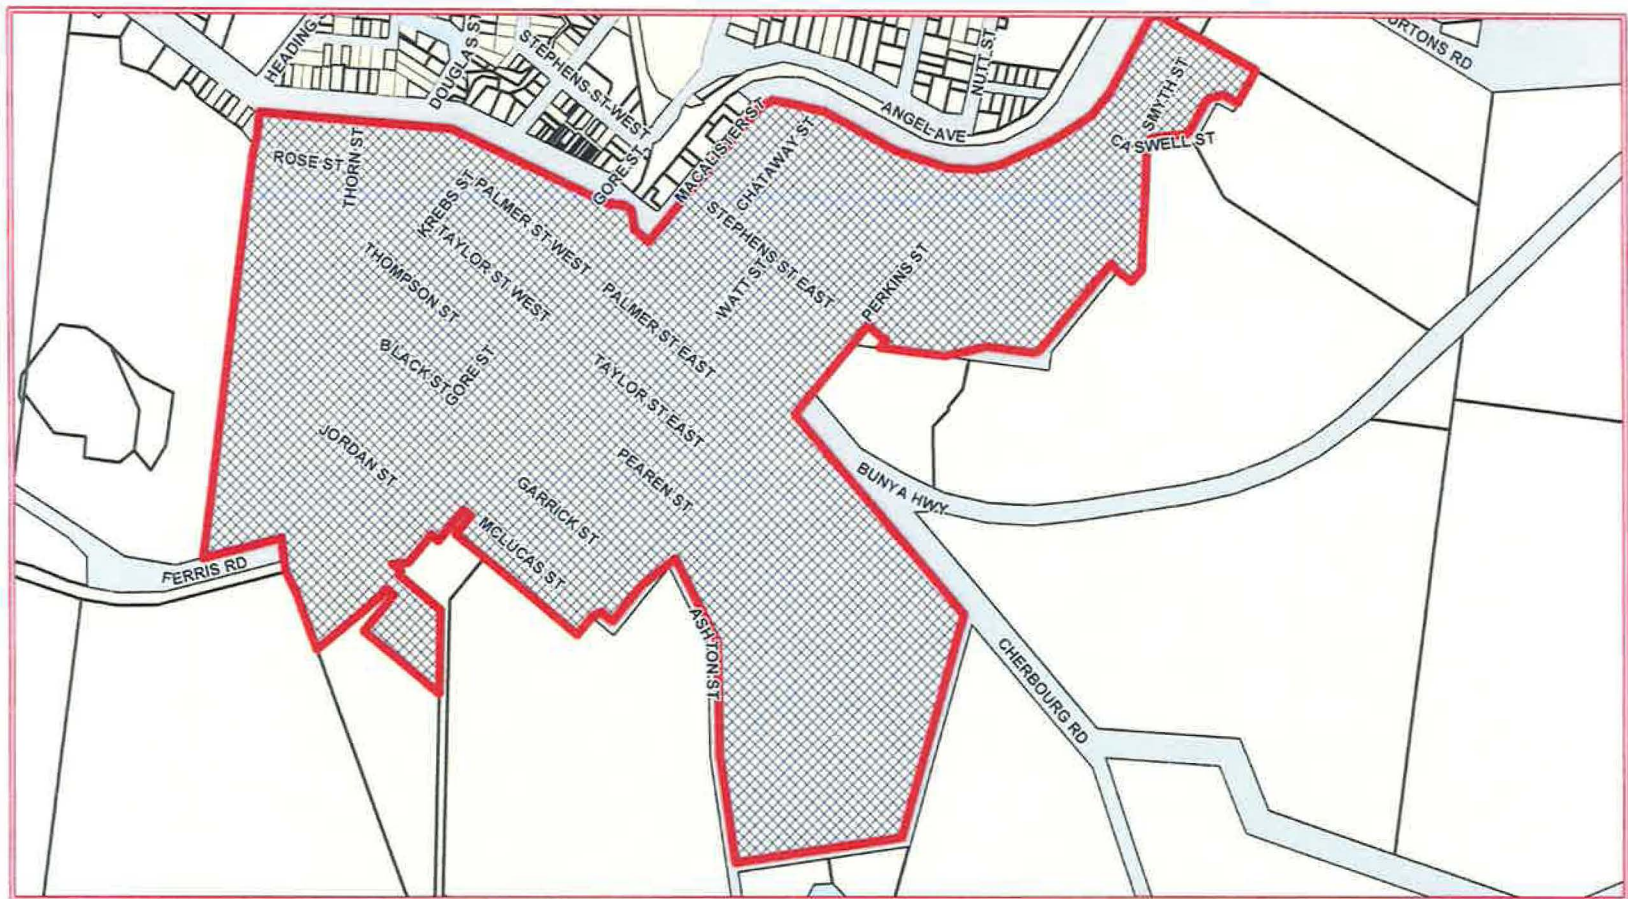 HEADING
DOUGLAS ST
STEPHENS ST WEST
NUTT ST
ANGEL AVE
SMYTH ST
CASWELL ST
ROSE ST
THORN ST
GORE ST
MACALISTER ST
CHATAWAY ST
KREBS ST
PALMER ST WEST
STEPHENS ST EAST
TAYLOR ST WEST
THOMPSON ST
WATT ST
PERKINS ST
PALMER ST EAST
BLACK ST
GORE ST
TAYLOR ST EAST
JORDAN ST
PEAREN ST
GARRICK ST
BUNYA HWY
MCLUCAS ST
FERRIS RD
ASHTON ST
CHERBOURG RD